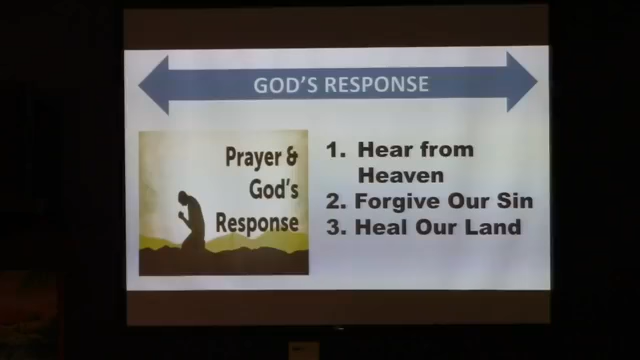 GOD'S RESPONSE
Prayer &
God's
Response
1. Hear from
Heaven
2. Forgive Our Sin
3. Heal Our Land